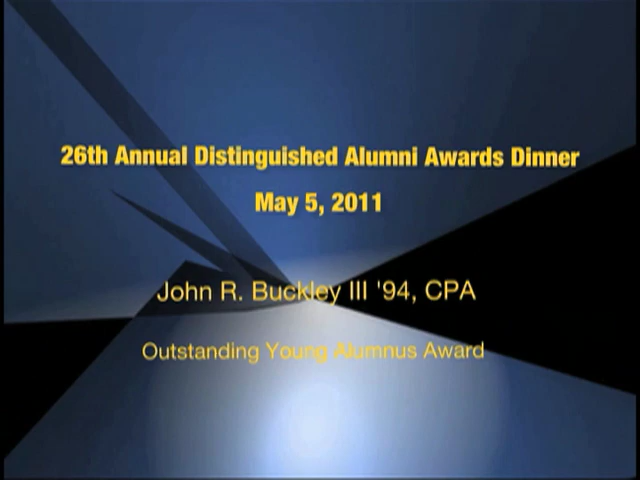 26th Annual Distinguished Alumni Awards Dinner
May 5, 2011
John R. Buckley III '94, CPA
Outstanding Young Alumnus Award